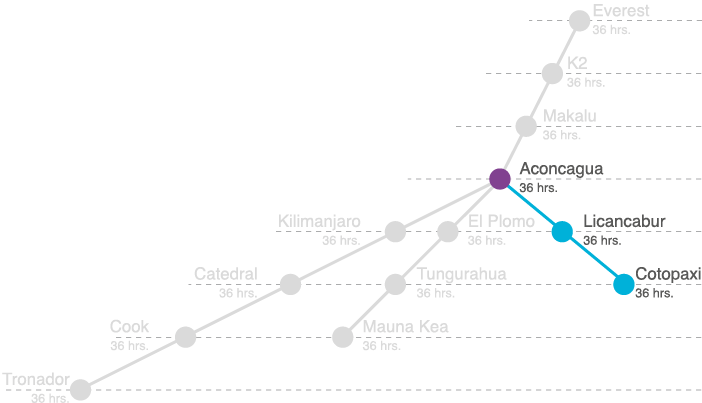 Everest
36 hrs.
K2
36 hrs.
Makalu
36 hrs.
Aconcagua
36 hrs.
Kilimanjaro
36 hrs.
El Plomo
36 hrs.
Licancabur
36 hrs.
Catedral
36 hrs.
Tungurahua
36 hrs.
Cotopaxi
36 hrs.
Cook
36 hrs.
Mauna Kea
36 hrs.
Tronador
36 hrs.